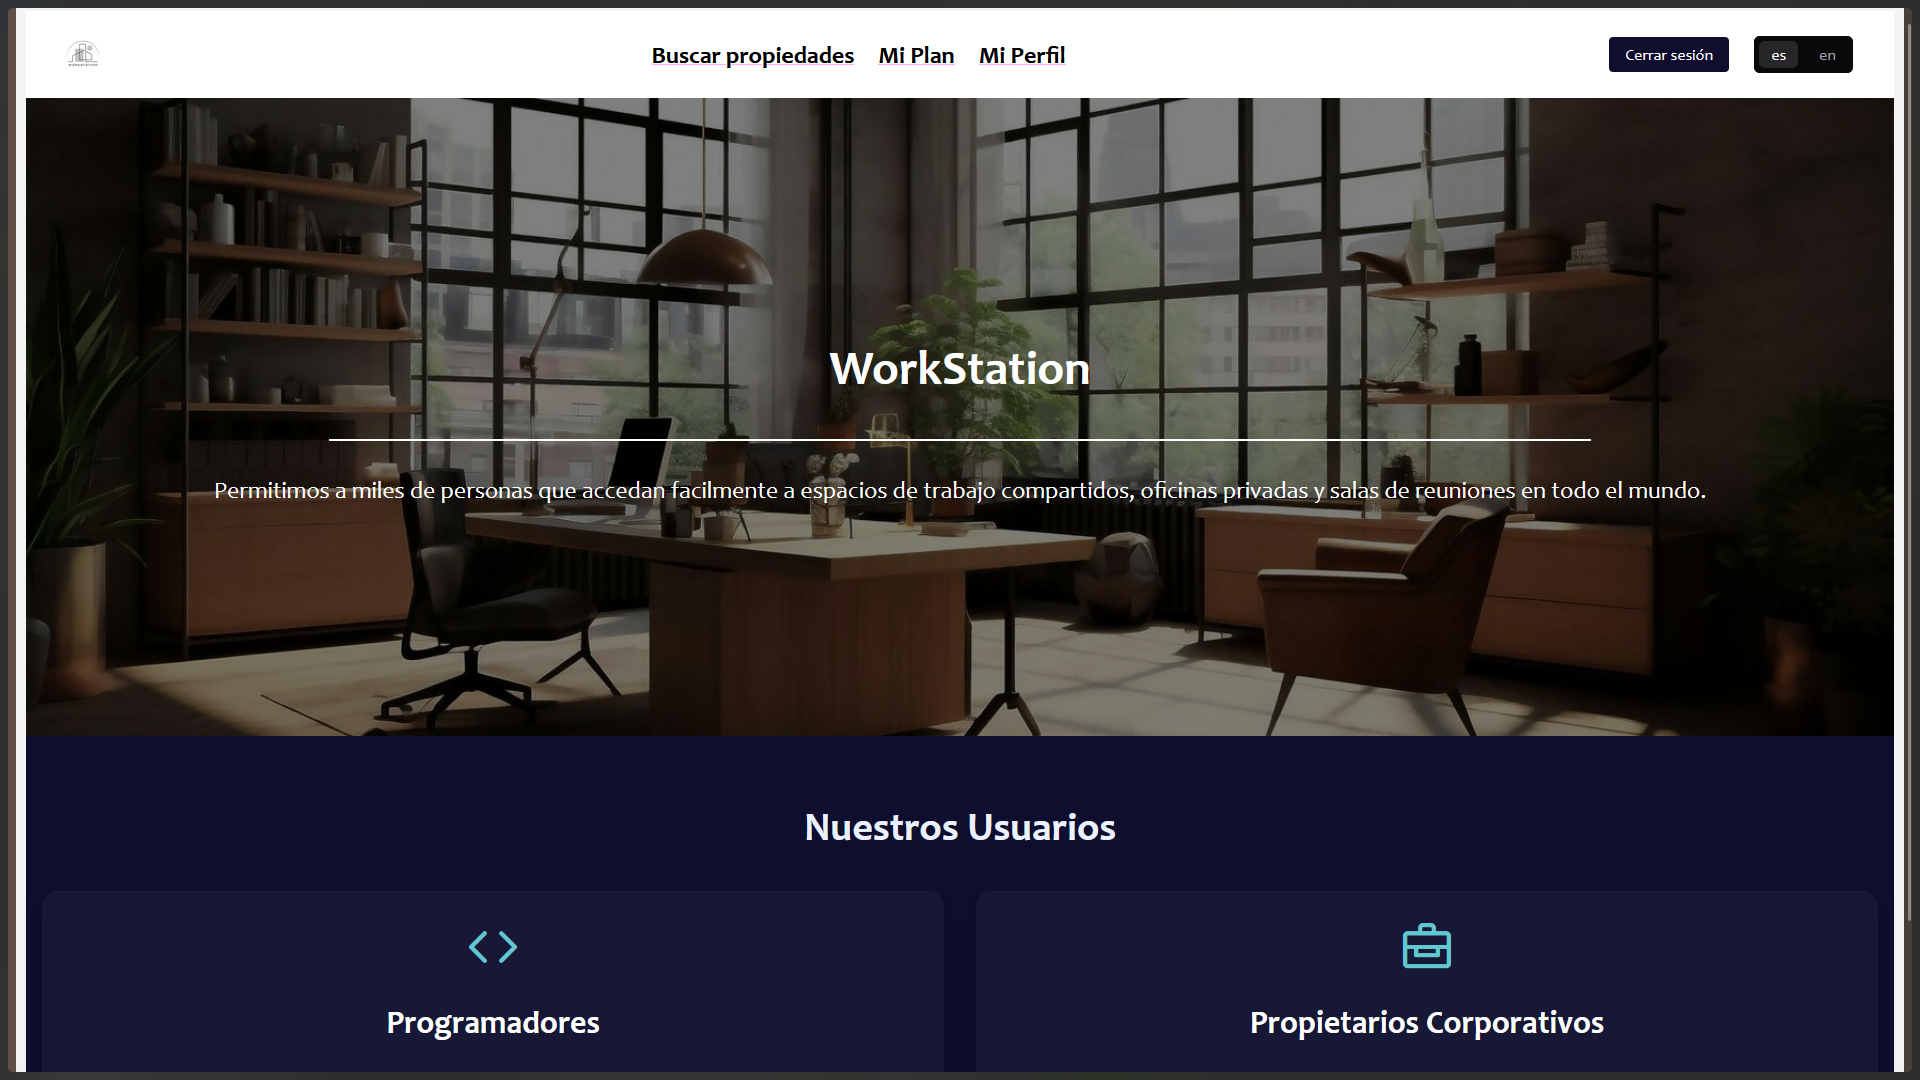 WORKSTATION
Buscar propiedades Mi Plan Mi Perfil
Cerrar sesión
es en
WorkStation
Permitimos a miles de personas que accedan facilmente a espacios de trabajo compartidos, oficinas privadas y salas de reuniones en todo el mundo.
Nuestros Usuarios
Programadores
Propietarios Corporativos